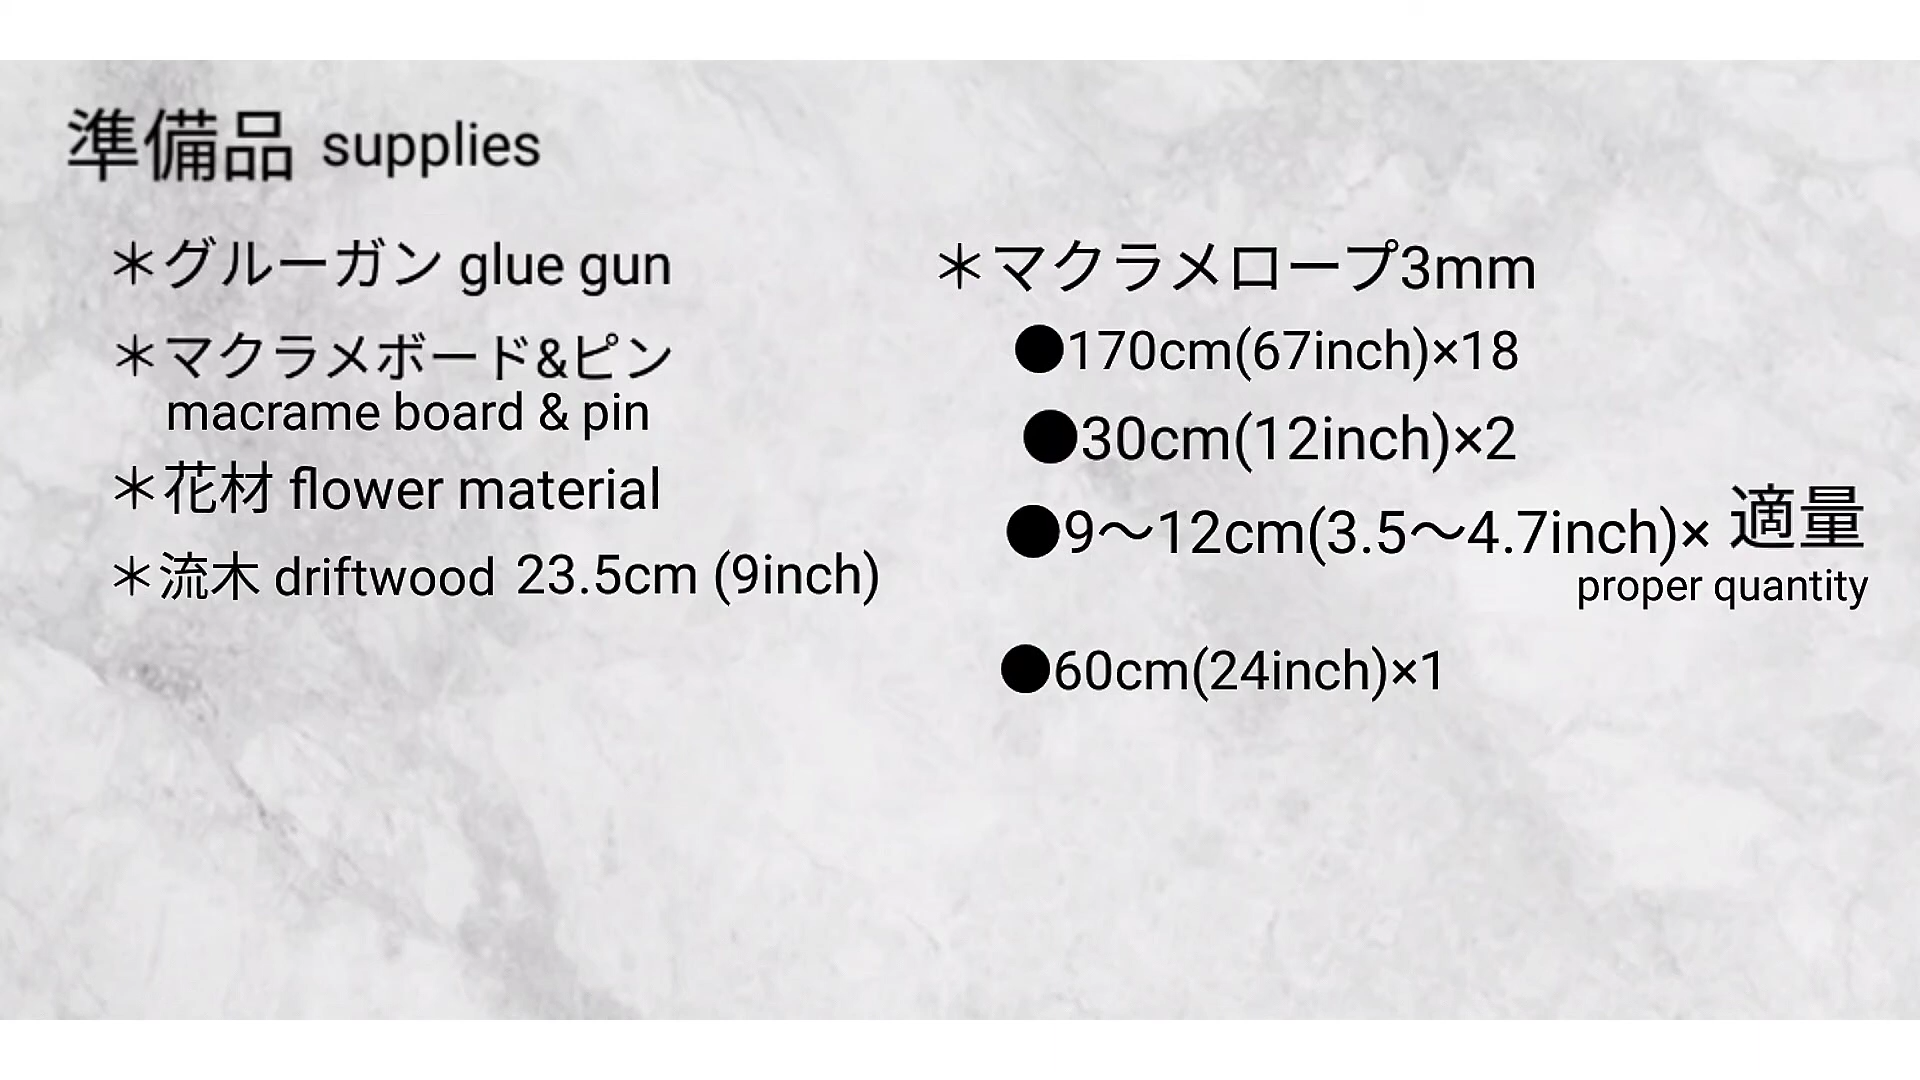 準備品 supplies
＊グルーガン glue gun
＊マクラメボード&ピン
macrame board & pin
＊花材 flower material
＊流木 driftwood 23.5cm (9inch)
＊マクラメロープ3mm
●170cm(67inch)×18
●30cm(12inch)×2
●9〜12cm(3.5〜4.7inch)× 適量
proper quantity
●60cm(24inch)×1